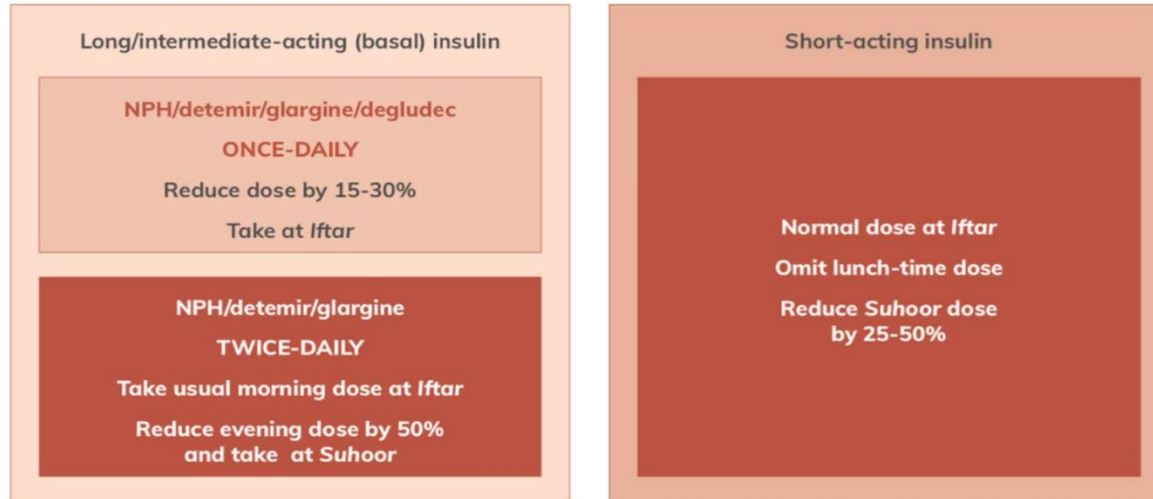 Long/intermediate-acting (basal) insulin
NPH/detemir/glargine/degludec
ONCE-DAILY
Reduce dose by 15-30%
Take at Iftar
NPH/detemir/glargine
TWICE-DAILY
Take usual morning dose at Iftar
Reduce evening dose by 50%
and take at Suhoor
Short-acting insulin
Normal dose at Iftar
Omit lunch-time dose
Reduce Suhoor dose
by 25-50%